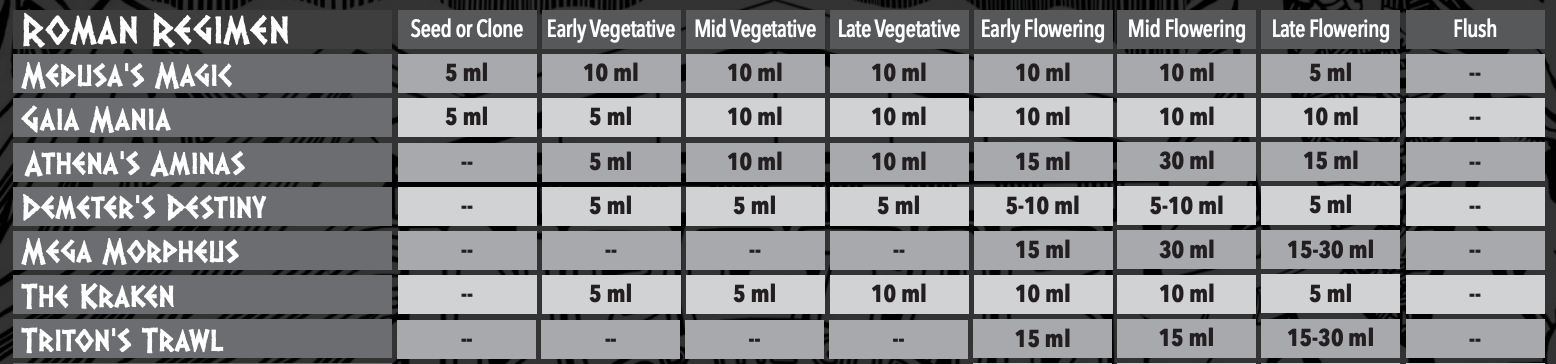 ROMAN REGIMEN Seed or Clone Early Vegetative Mid Vegetative Late Vegetative Early Flowering Mid Flowering Late Flowering Flush
MEDUSA'S MAGIC 5 ml 10 ml 10 ml 10 ml 10 ml 10 ml 5 ml --
GAIA MANIA 5 ml 5 ml 10 ml 10 ml 10 ml 10 ml 10 ml --
ATHENA'S AMINAS -- 5 ml 10 ml 10 ml 15 ml 30 ml 15 ml --
DEMETER'S DESTINY -- 5 ml 5 ml 5 ml 5-10 ml 5-10 ml 5 ml --
MEGA MORPHEUS -- -- -- -- 15 ml 30 ml 15-30 ml --
THE KRAKEN -- 5 ml 5 ml 10 ml 10 ml 10 ml 5 ml --
TRITON'S TRAWL -- -- -- -- 15 ml 15 ml 15-30 ml --